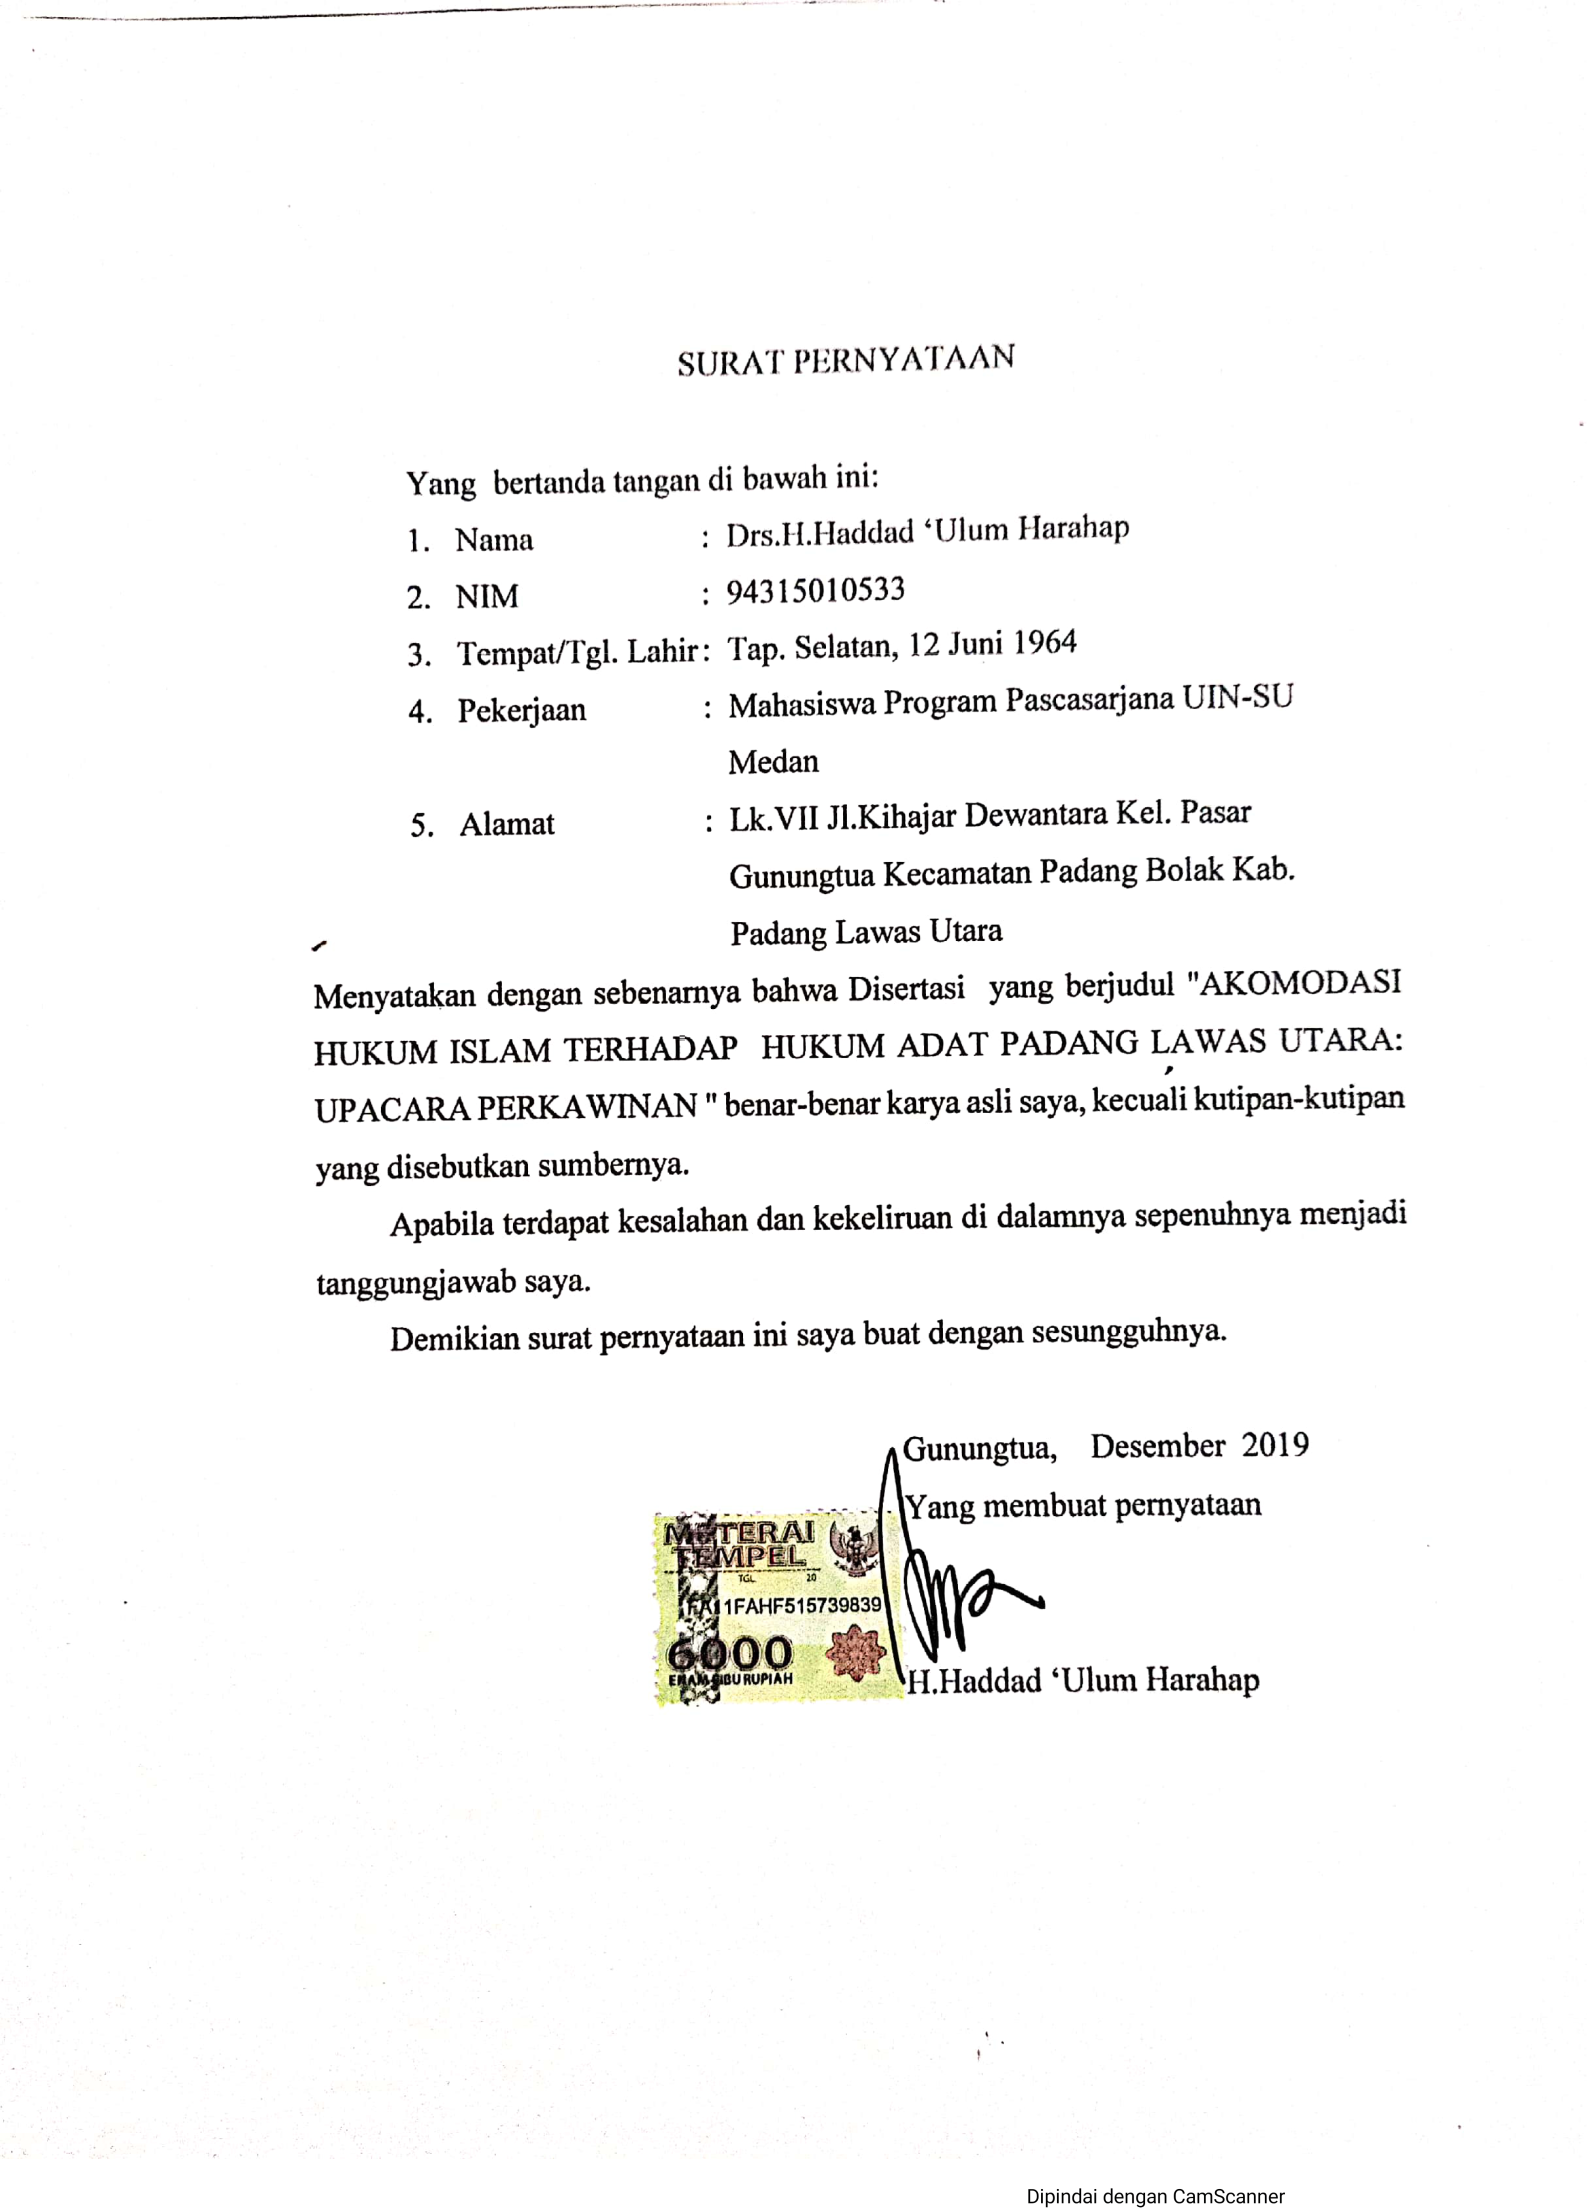 SURAT PERNYATAAN
Yang bertanda tangan di bawah ini:
1. Nama : Drs.H.Haddad ‘Ulum Harahap
2. NIM : 94315010533
3. Tempat/Tgl. Lahir: Tap. Selatan, 12 Juni 1964
4. Pekerjaan : Mahasiswa Program Pascasarjana UIN-SU
Medan
5. Alamat : Lk.VII Jl.Kihajar Dewantara Kel. Pasar
Gunungtua Kecamatan Padang Bolak Kab.
Padang Lawas Utara
Menyatakan dengan sebenarnya bahwa Disertasi yang berjudul "AKOMODASI
HUKUM ISLAM TERHADAP HUKUM ADAT PADANG LAWAS UTARA:
UPACARA PERKAWINAN " benar-benar karya asli saya, kecuali kutipan-kutipan
yang disebutkan sumbernya.
Apabila terdapat kesalahan dan kekeliruan di dalamnya sepenuhnya menjadi
tanggungjawab saya.
Demikian surat pernyataan ini saya buat dengan sesungguhnya.
Gunungtua, Desember 2019
Yang membuat pernyataan
METERAI
TEMPEL
TGL 20
1FAHF515739839
6000
ENAM RIBU RUPIAH
H.Haddad ‘Ulum Harahap
Dipindai dengan CamScanner